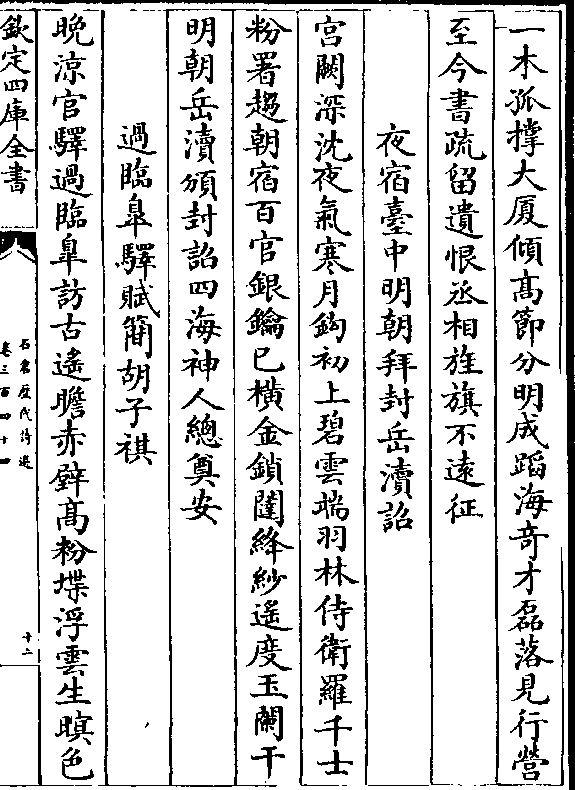 一木孤撑大厦傾髙節分明成蹈海竒才磊落見行營
至今書疏留遺恨丞相旌旗不逺征
夜宿臺中明朝拜封岳瀆詔
宫闕深沈夜氣寒月鈎初上碧雲端羽林侍衛羅千士
粉署趨朝宿百官銀鑰已横金鎖闥絳紗遥度玉闌干
明朝岳瀆頒封詔四海神人總奠安
過臨臯驛賦簡胡子祺
晚涼官驛過臨臯訪古遥瞻赤壁髙粉堞浮雲生暝色
欽定四庫全書
石倉歴代詩選
卷三百四十一
十二